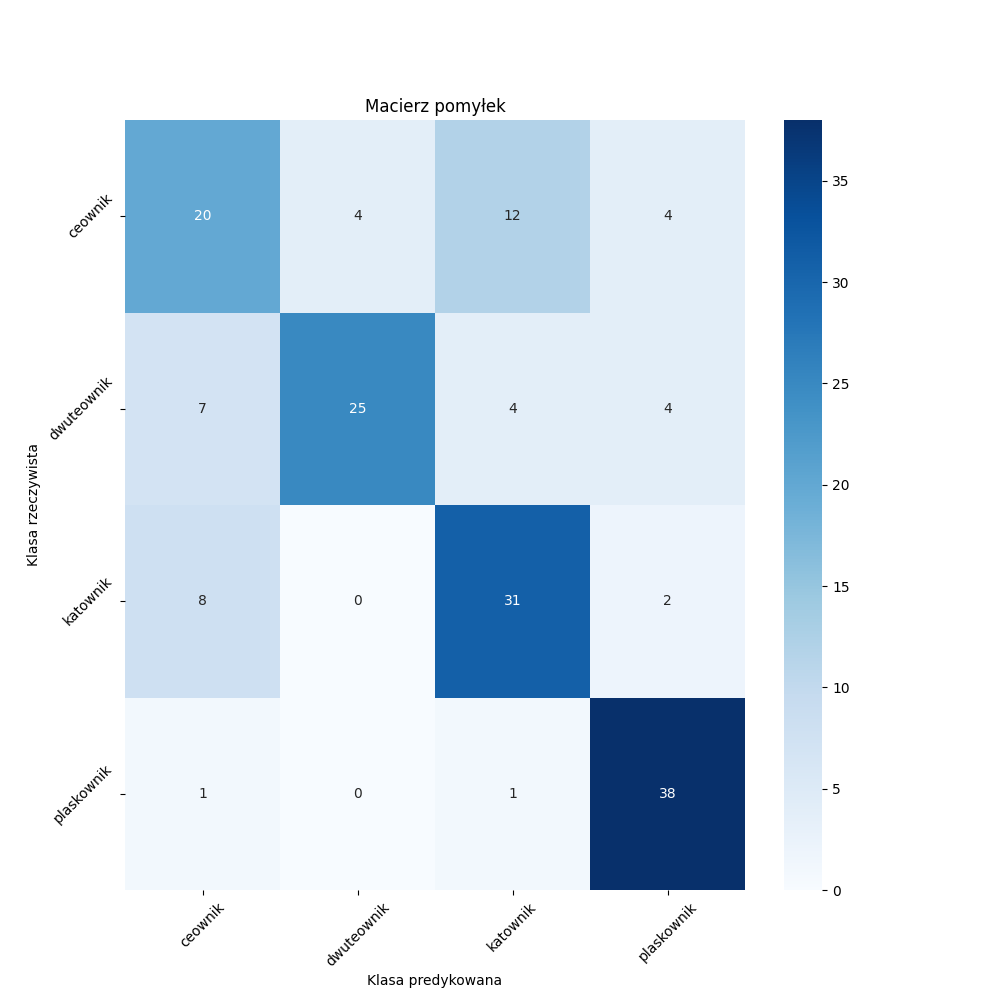 Macierz pomyłek
Klasa rzeczywista
ceownik
20 4 12 4
dwuteownik
7 25 4 4
katownik
8 0 31 2
plaskownik
1 0 1 38
ceownik dwuteownik katownik plaskownik
Klasa predykowana
35
30
25
20
15
10
5
0